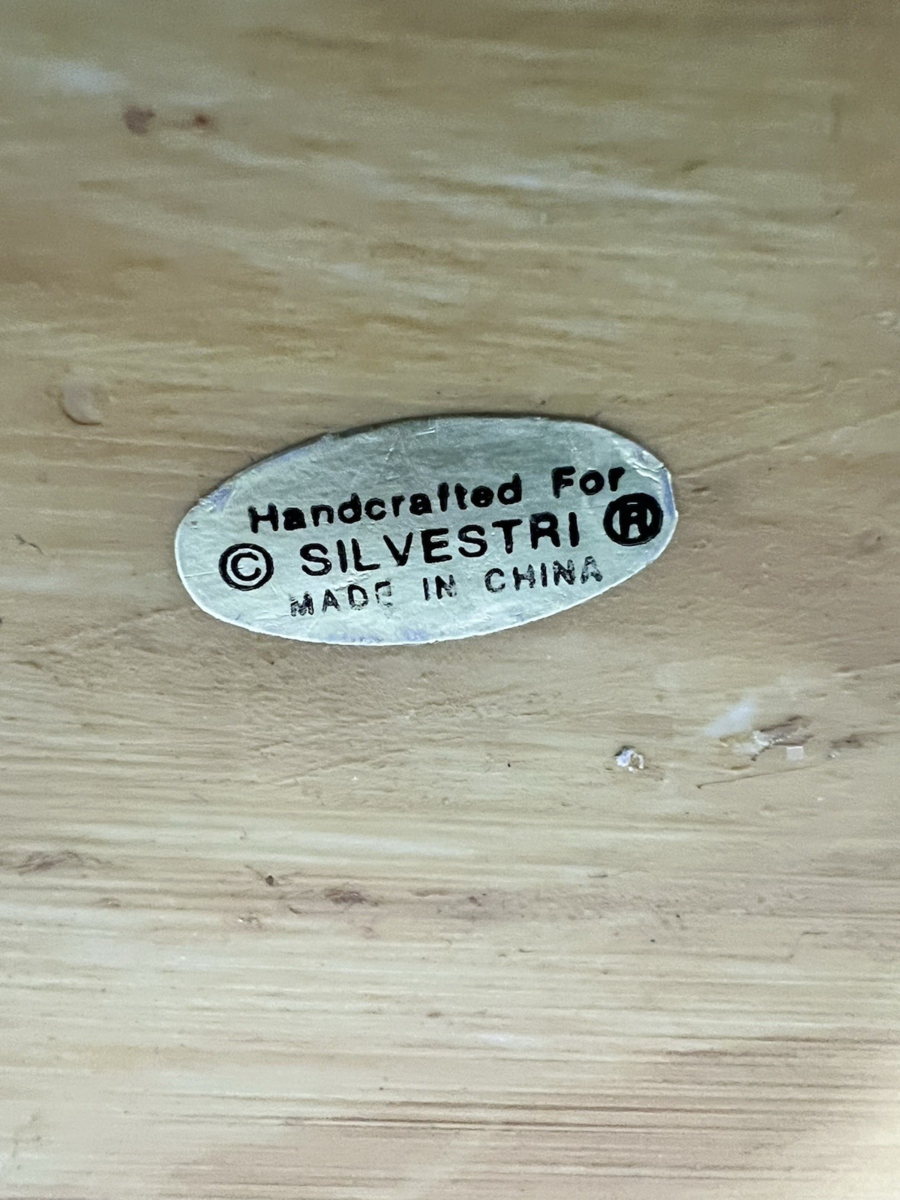 Handcrafted For
© SILVESTRI ®
MADE IN CHINA